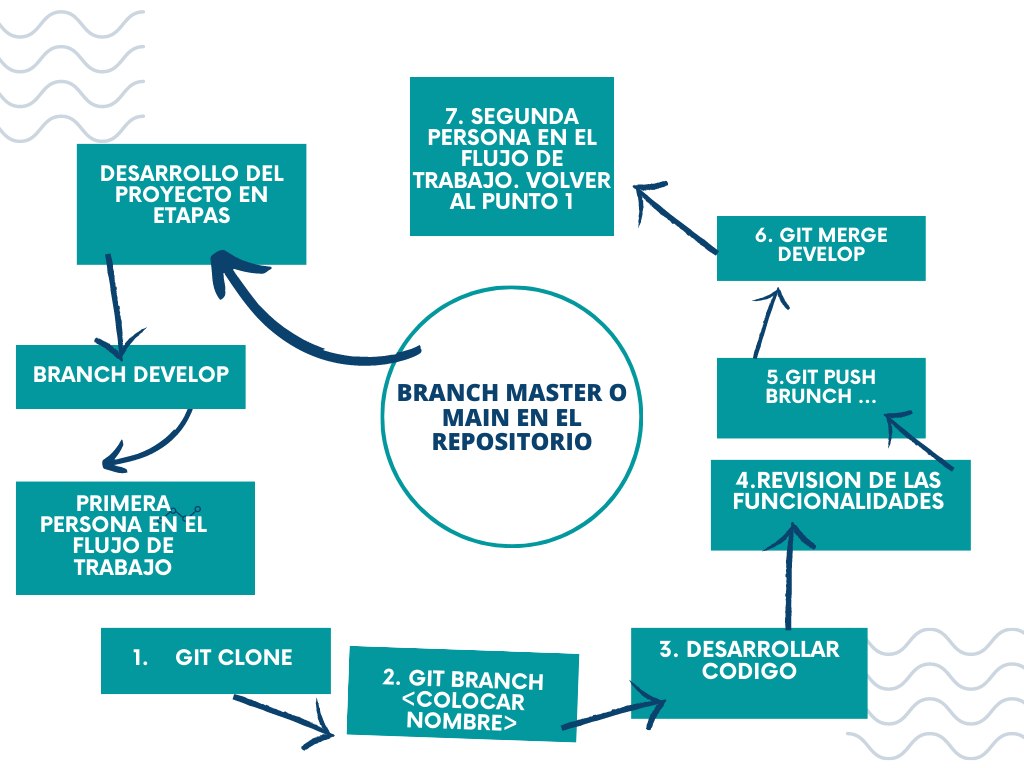 BRANCH MASTER O
MAIN EN EL
REPOSITORIO
DESARROLLO DEL
PROYECTO EN
ETAPAS
BRANCH DEVELOP
PRIMERA
PERSONA EN EL
FLUJO DE
TRABAJO
1. GIT CLONE
2. GIT BRANCH
<COLOCAR
NOMBRE>
3. DESARROLLAR
CODIGO
4.REVISION DE LAS
FUNCIONALIDADES
5.GIT PUSH
BRUNCH ...
6. GIT MERGE
DEVELOP
7. SEGUNDA
PERSONA EN EL
FLUJO DE
TRABAJO. VOLVER
AL PUNTO 1